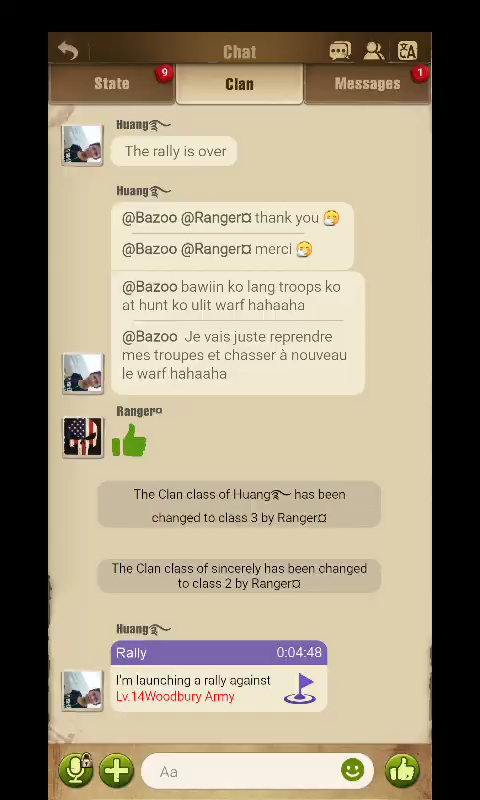 Chat
State
9
Clan
Messages
1
Huang
The rally is over
Huang
@Bazoo @Ranger¤ thank you 😷
@Bazoo @Ranger¤ merci 😷
@Bazoo bawiin ko lang troops ko
at hunt ko ulit warf hahaaha
@Bazoo Je vais juste reprendre
mes troupes et chasser à nouveau
le warf hahaaha
Ranger¤
The Clan class of Huang has been
changed to class 3 by Ranger¤
The Clan class of sincerely has been changed
to class 2 by Ranger¤
Huang
Rally 0:04:48
I'm launching a rally against
Lv.14Woodbury Army
Aa